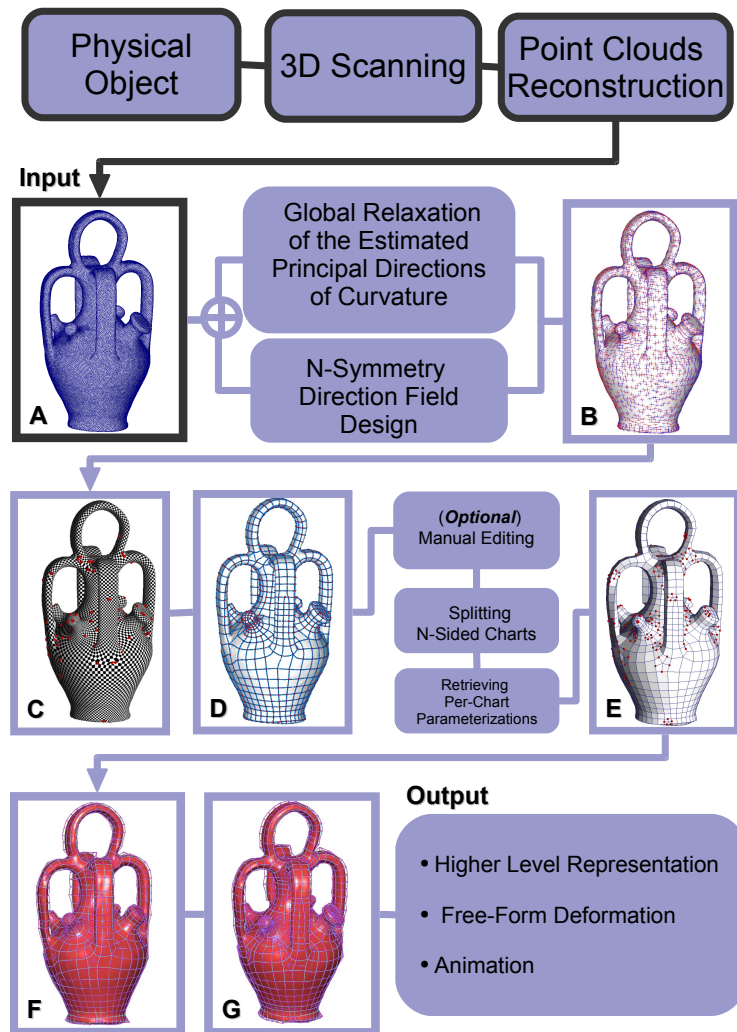 Physical
Object
3D Scanning
Point Clouds
Reconstruction
Input
A
Global Relaxation
of the Estimated
Principal Directions
of Curvature
N-Symmetry
Direction Field
Design
B
C
D
(Optional)
Manual Editing
Splitting
N-Sided Charts
Retrieving
Per-Chart
Parameterizations
E
F
G
Output
• Higher Level Representation
• Free-Form Deformation
• Animation